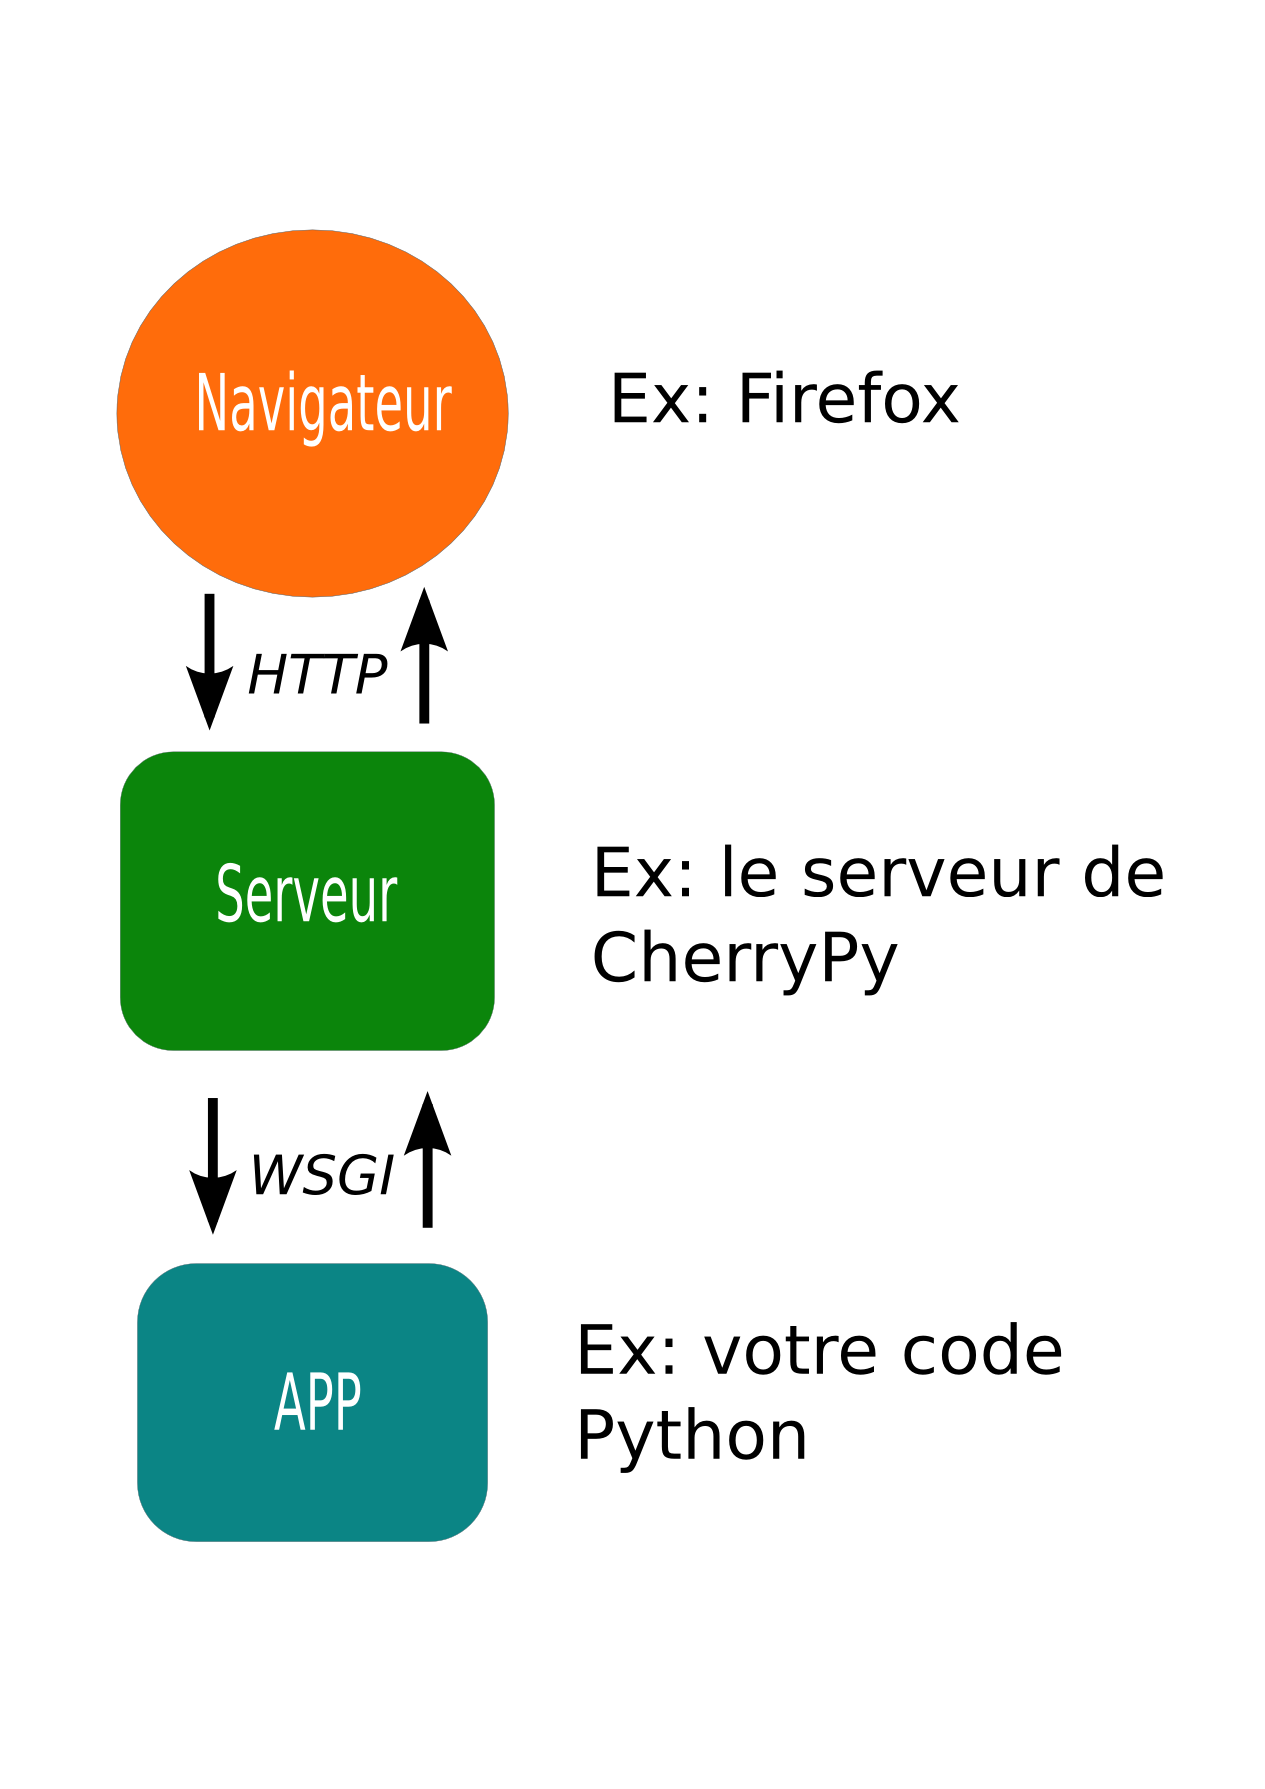 Navigateur
Ex: Firefox
HTTP
Serveur
Ex: le serveur de
CherryPy
WSGI
APP
Ex: votre code
Python